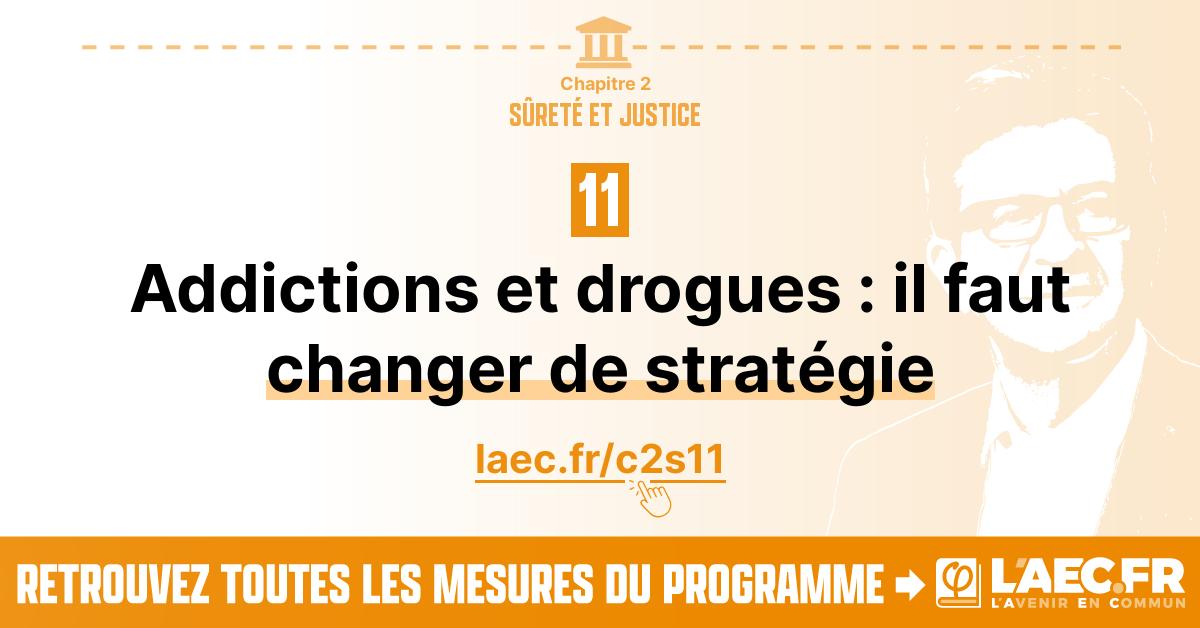 Chapitre 2
SÛRETÉ ET JUSTICE
11
Addictions et drogues : il faut
changer de stratégie
laec.fr/c2s11
RETROUVEZ TOUTES LES MESURES DU PROGRAMME
L'AEC.FR
L'AVENIR EN COMMUN